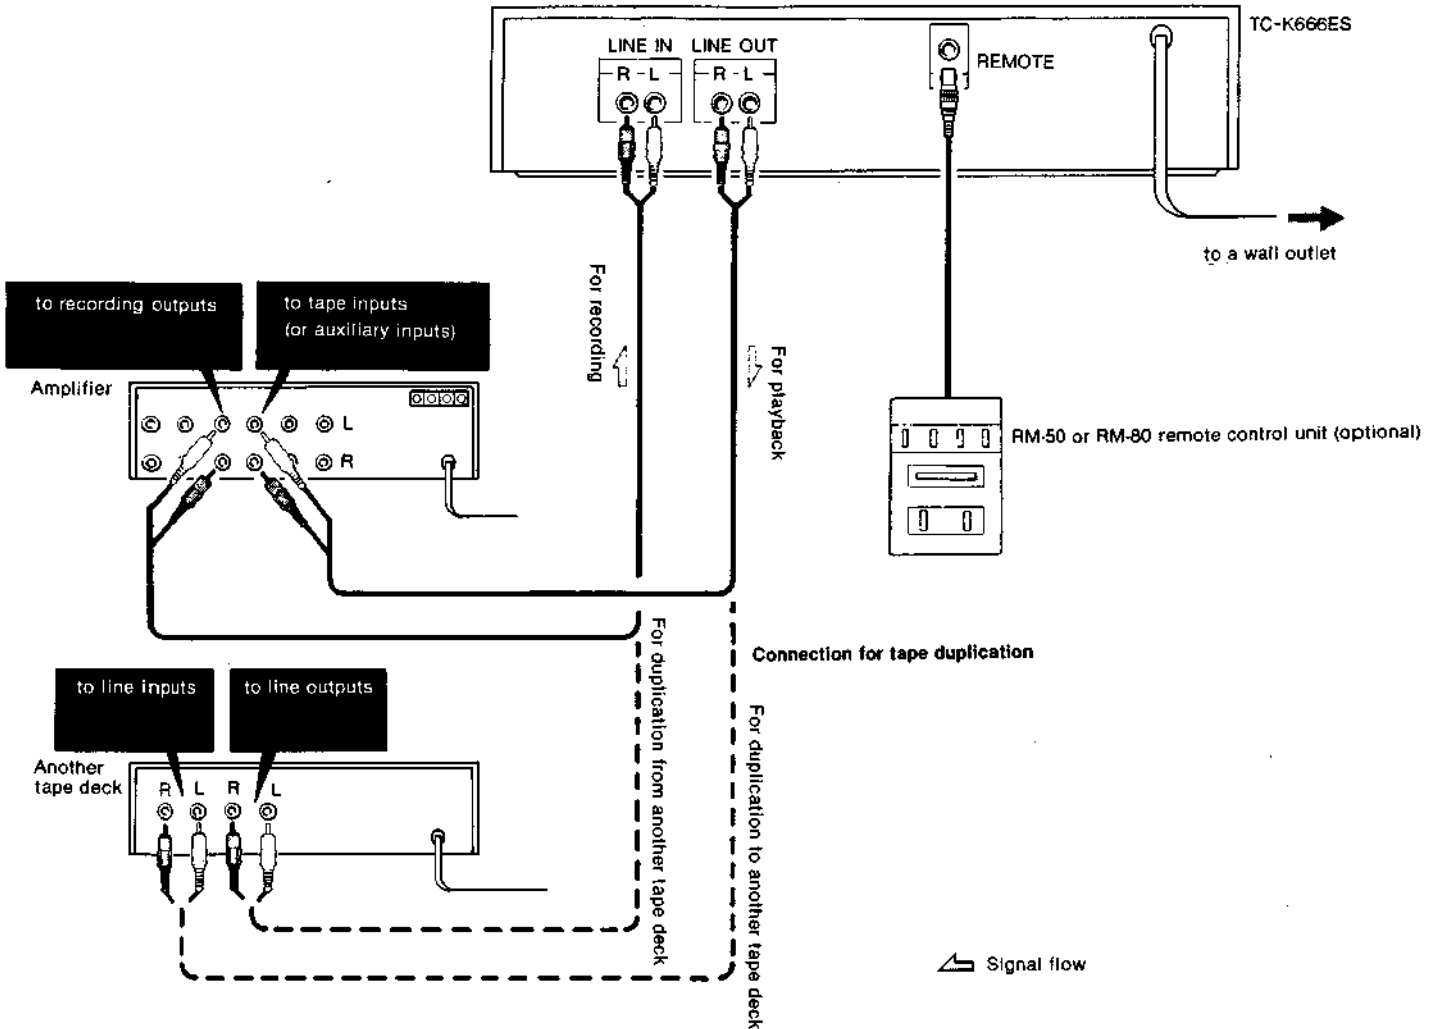 TC-K666ES
LINE IN
LINE OUT
R - L
R - L
REMOTE
to a wall outlet
For recording
For playback
to recording outputs
to tape inputs
(or auxiliary inputs)
Amplifier
L
R
RM-50 or RM-80 remote control unit (optional)
Connection for tape duplication
For duplication from another tape deck
For duplication to another tape deck
to line inputs
to line outputs
Another
tape deck
R L R L
Signal flow